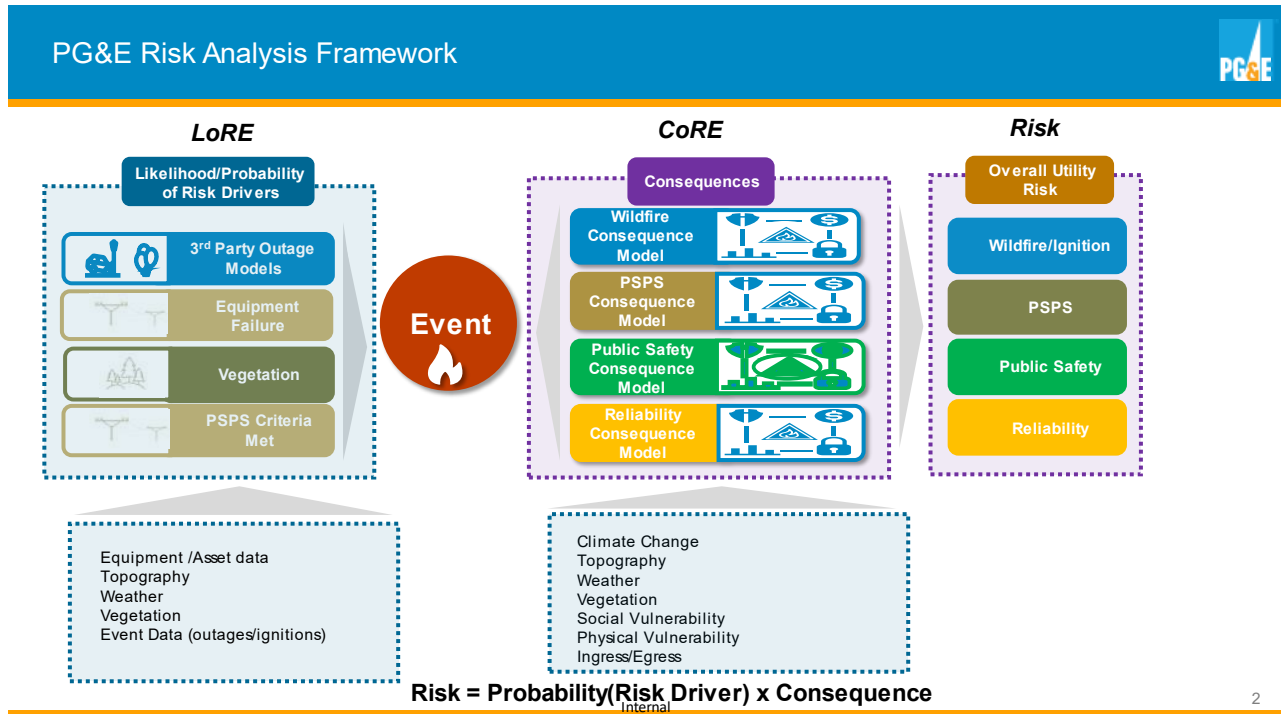 PG&E Risk Analysis Framework
PG&E
LoRE
CoRE
Risk
Likelihood/Probability
of Risk Drivers
3rd Party Outage
Models
Equipment
Failure
Vegetation
PSPS Criteria
Met
Event
Consequences
Wildfire
Consequence
Model
PSPS
Consequence
Model
Public Safety
Consequence
Model
Reliability
Consequence
Model
Overall Utility
Risk
Wildfire/Ignition
PSPS
Public Safety
Reliability
Equipment /Asset data
Topography
Weather
Vegetation
Event Data (outages/ignitions)
Climate Change
Topography
Weather
Vegetation
Social Vulnerability
Physical Vulnerability
Ingress/Egress
Risk = Probability(Risk Driver) x Consequence
Internal
2